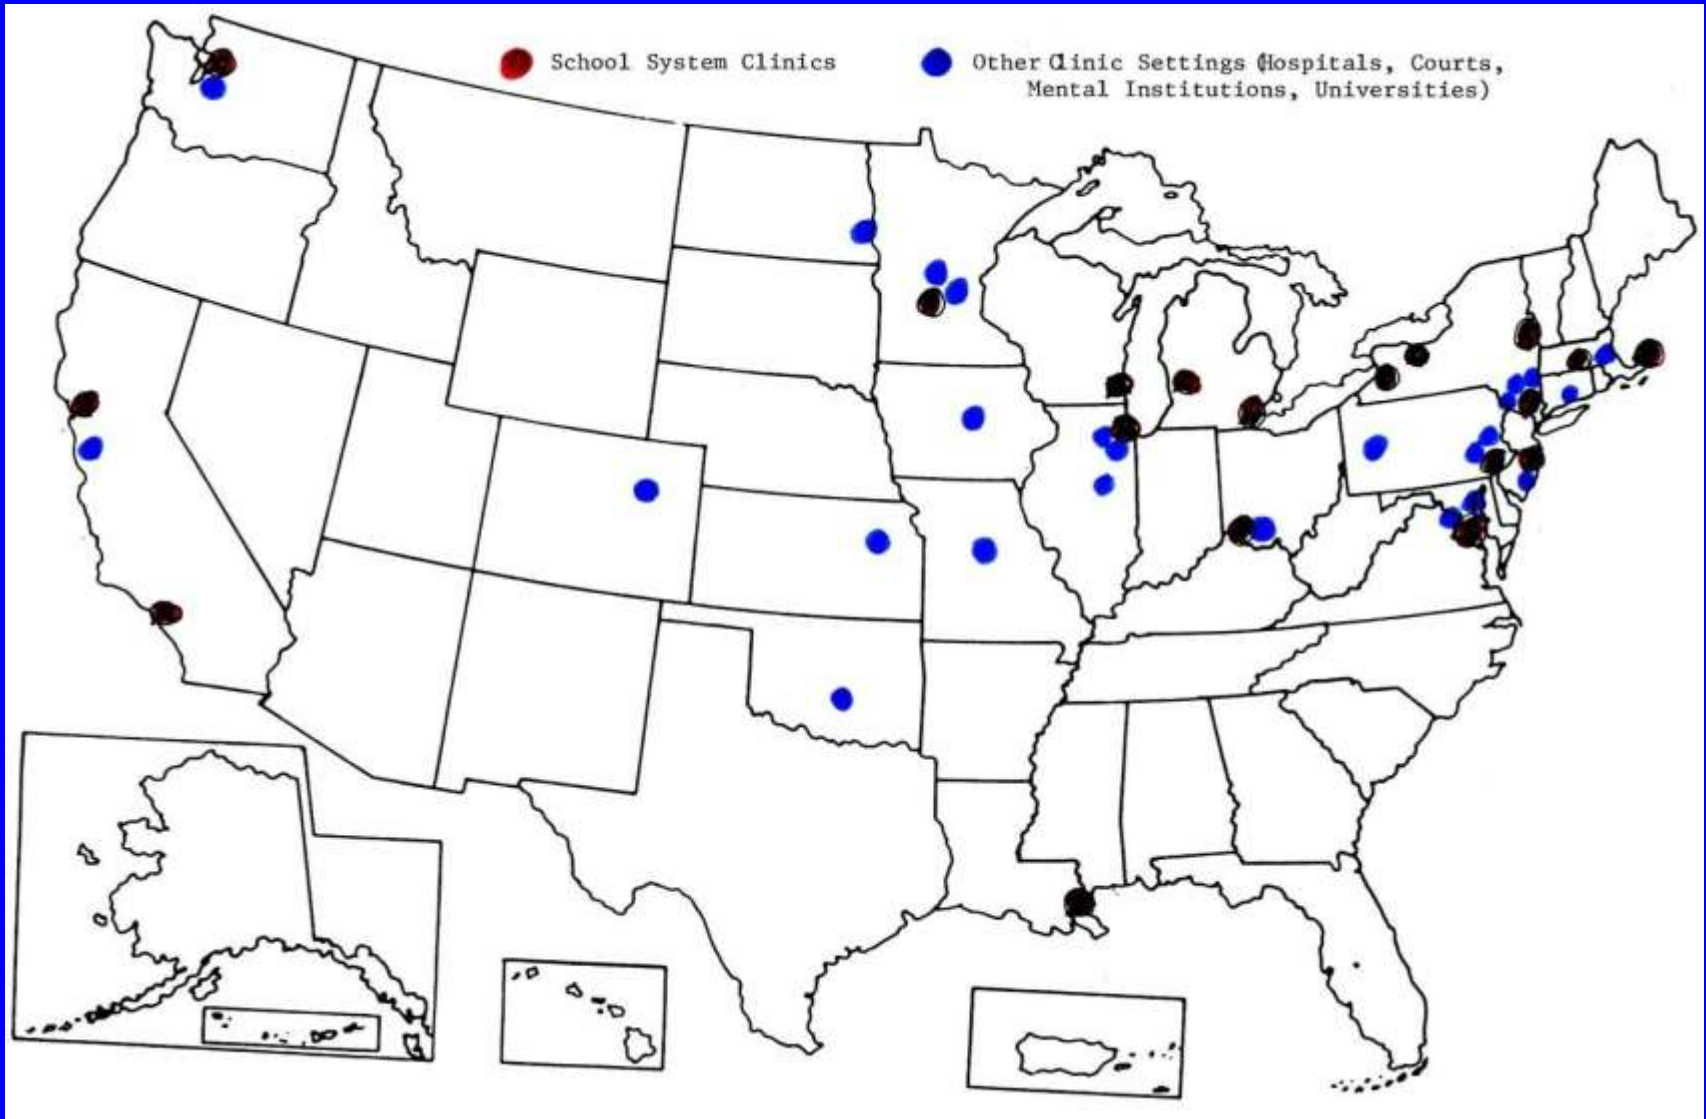 School System Clinics
Other Clinic Settings (Hospitals, Courts,
Mental Institutions, Universities)